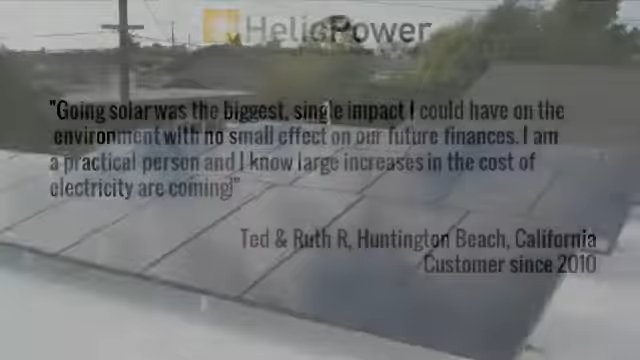 HelioPower
"Going solar was the biggest, single impact I could have on the
environment with no small effect on our future finances. I am
a practical person and I know large increases in the cost of
electricity are coming!"
Ted & Ruth R, Huntington Beach, California
Customer since 2010